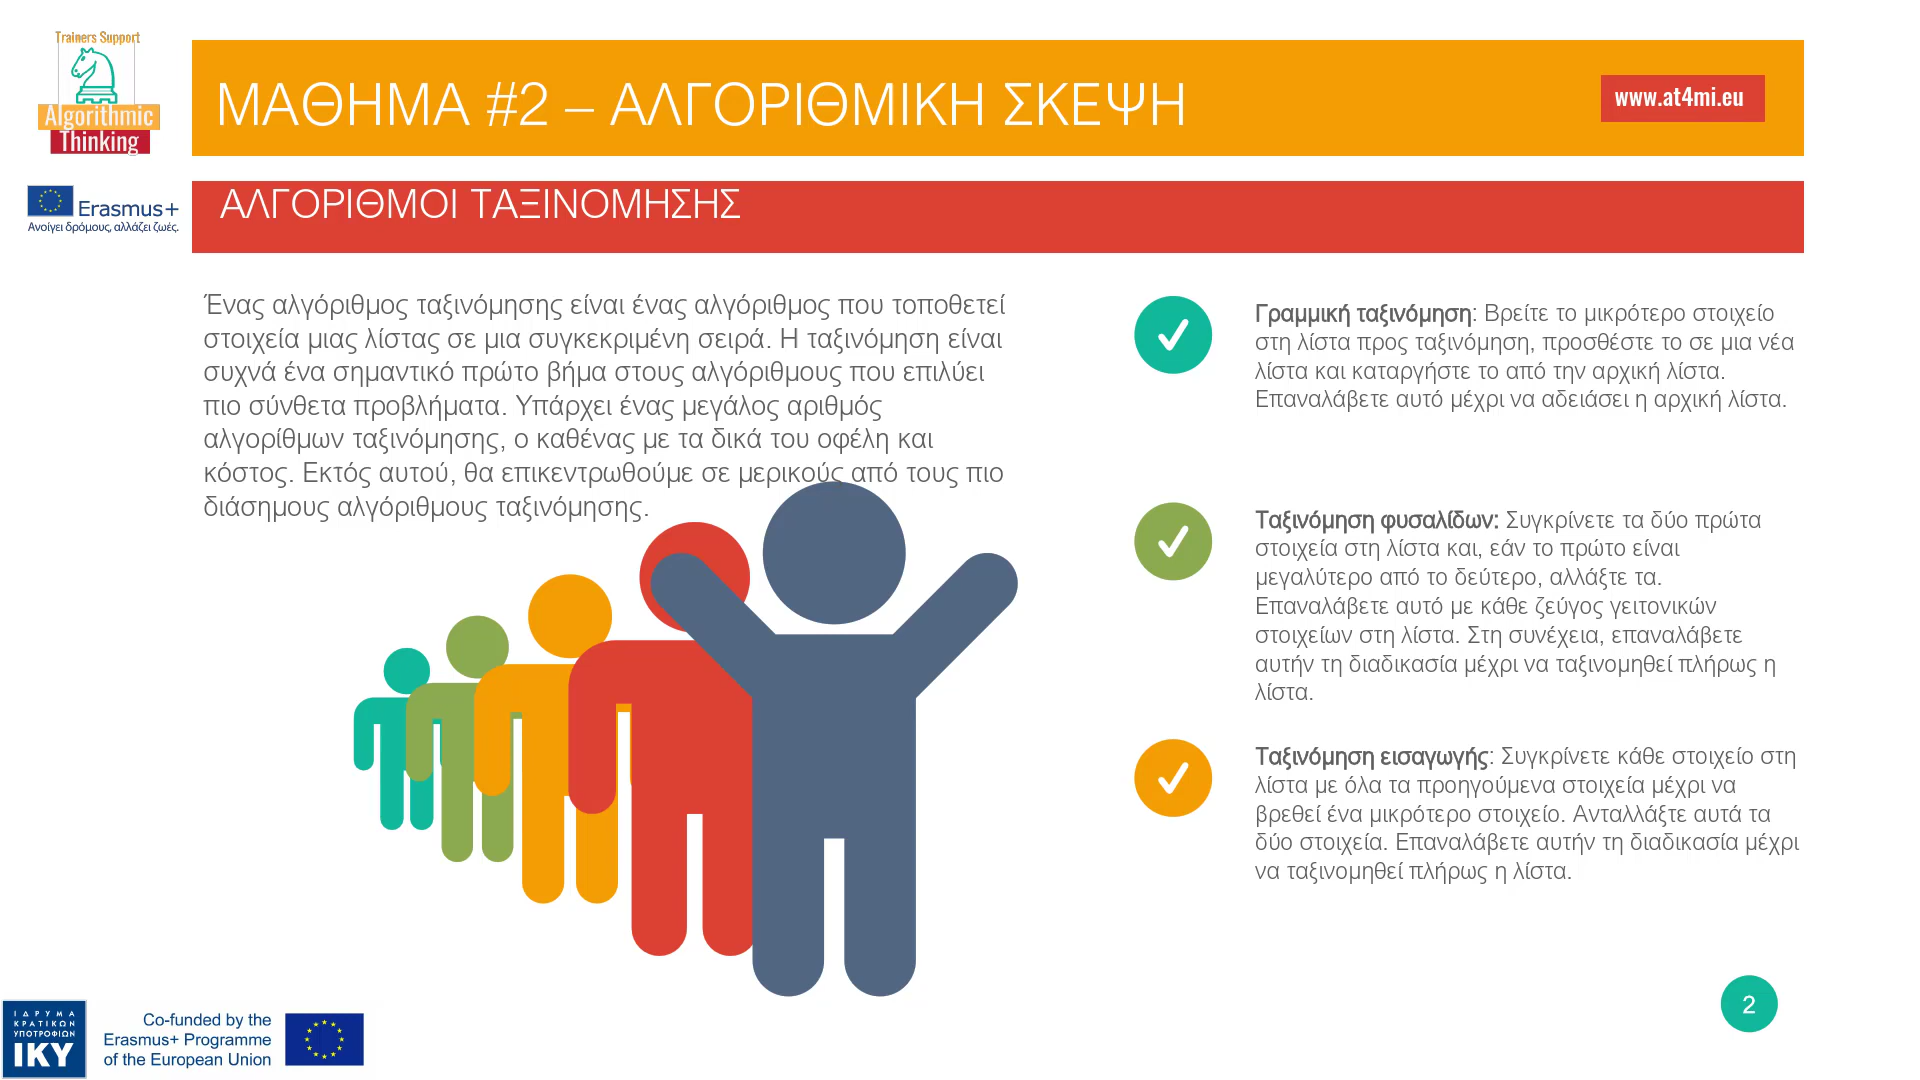 Trainers Support
Algorithmic
Thinking
ΜΑΘΗΜΑ #2 – ΑΛΓΟΡΙΘΜΙΚΗ ΣΚΕΨΗ
www.at4mi.eu
Erasmus+
Ανοίγει δρόμους, αλλάζει ζωές.
ΑΛΓΟΡΙΘΜΟΙ ΤΑΞΙΝΟΜΗΣΗΣ
Ένας αλγόριθμος ταξινόμησης είναι ένας αλγόριθμος που τοποθετεί
στοιχεία μιας λίστας σε μια συγκεκριμένη σειρά. Η ταξινόμηση είναι
συχνά ένα σημαντικό πρώτο βήμα στους αλγόριθμους που επιλύει
πιο σύνθετα προβλήματα. Υπάρχει ένας μεγάλος αριθμός
αλγορίθμων ταξινόμησης, ο καθένας με τα δικά του οφέλη και
κόστος. Εκτός αυτού, θα επικεντρωθούμε σε μερικούς από τους πιο
διάσημους αλγόριθμους ταξινόμησης.
Γραμμική ταξινόμηση: Βρείτε το μικρότερο στοιχείο
στη λίστα προς ταξινόμηση, προσθέστε το σε μια νέα
λίστα και καταργήστε το από την αρχική λίστα.
Επαναλάβετε αυτό μέχρι να αδειάσει η αρχική λίστα.
Ταξινόμηση φυσαλίδων: Συγκρίνετε τα δύο πρώτα
στοιχεία στη λίστα και, εάν το πρώτο είναι
μεγαλύτερο από το δεύτερο, αλλάξτε τα.
Επαναλάβετε αυτό με κάθε ζεύγος γειτονικών
στοιχείων στη λίστα. Στη συνέχεια, επαναλάβετε
αυτήν τη διαδικασία μέχρι να ταξινομηθεί πλήρως η
λίστα.
Ταξινόμηση εισαγωγής: Συγκρίνετε κάθε στοιχείο στη
λίστα με όλα τα προηγούμενα στοιχεία μέχρι να
βρεθεί ένα μικρότερο στοιχείο. Ανταλλάξτε αυτά τα
δύο στοιχεία. Επαναλάβετε αυτήν τη διαδικασία μέχρι
να ταξινομηθεί πλήρως η λίστα.
2
ΙΔΡΥΜΑ
ΚΡΑΤΙΚΩΝ
ΥΠΟΤΡΟΦΙΩΝ
ΙΚΥ
Co-funded by the
Erasmus+ Programme
of the European Union